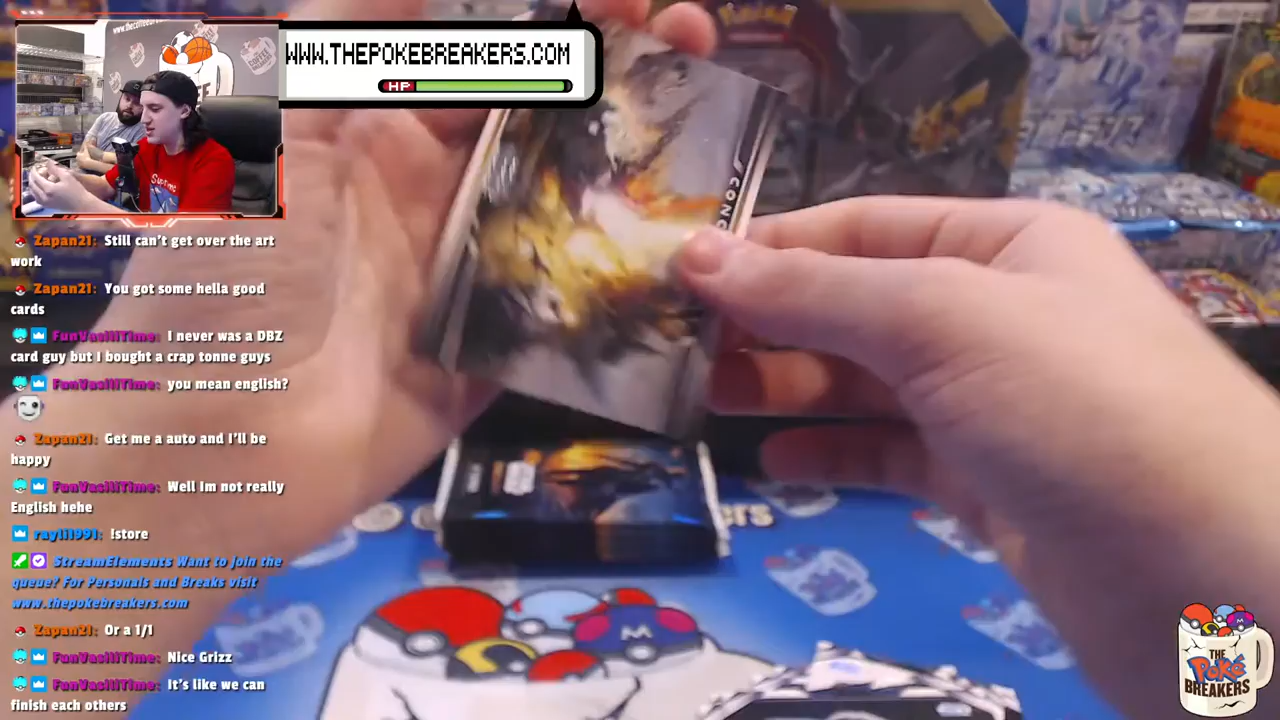 WWW.THEPOKEBREAKERS.COM
HP
Zapan21: Still can't get over the art
work
Zapan21: You got some hella good
cards
FunVasiliTime: I never was a DBZ
card guy but I bought a crap tonne guys
FunVasiliTime: you mean english?
Zapan21: Get me a auto and I'll be
happy
FunVasiliTime: Well Im not really
English hehe
rayli1991: !store
StreamElements Want to join the
queue? For Personals and Breaks visit
www.thepokebreakers.com
Zapan21: Or a 1/1
FunVasiliTime: Nice Grizz
FunVasiliTime: It's like we can
finish each others
THE
Poké
BREAKERS